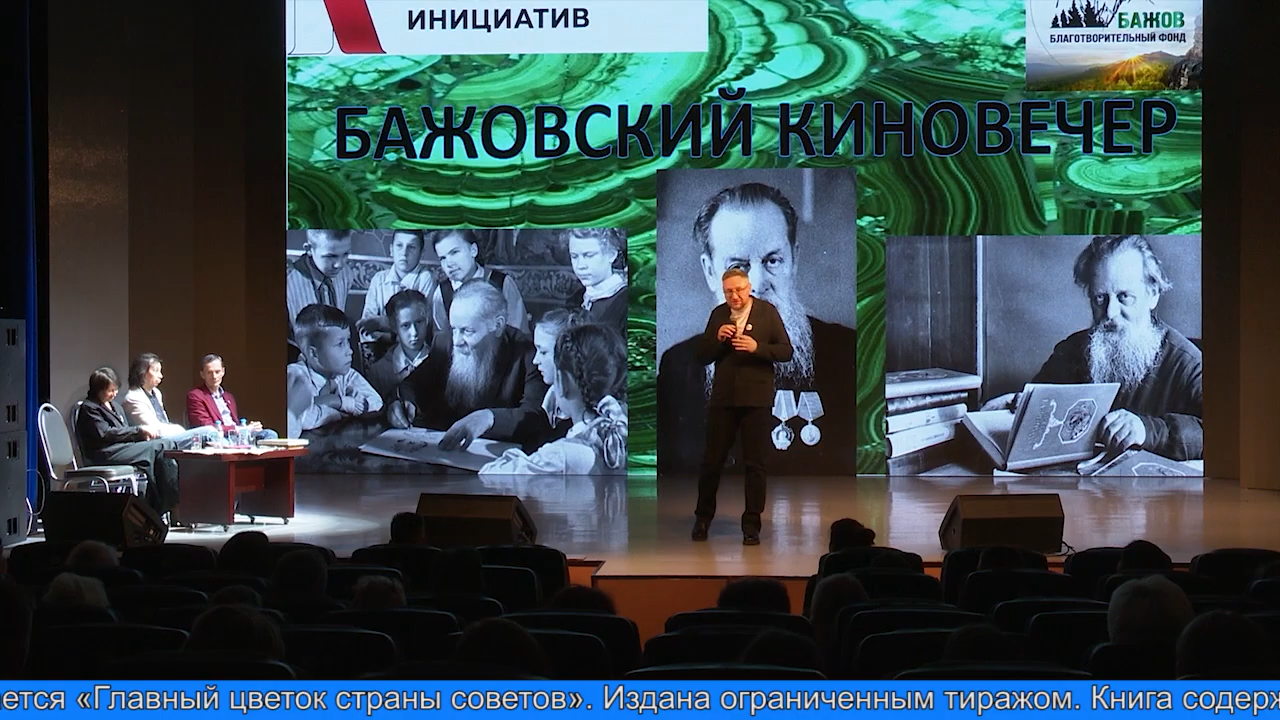 ИНИЦИАТИВ
БАЖОВ
БЛАГОТВОРИТЕЛЬНЫЙ ФОНД
БАЖОВСКИЙ КИНОВЕЧЕР
«Главный цветок страны советов». Издана ограниченным тиражом. Книга